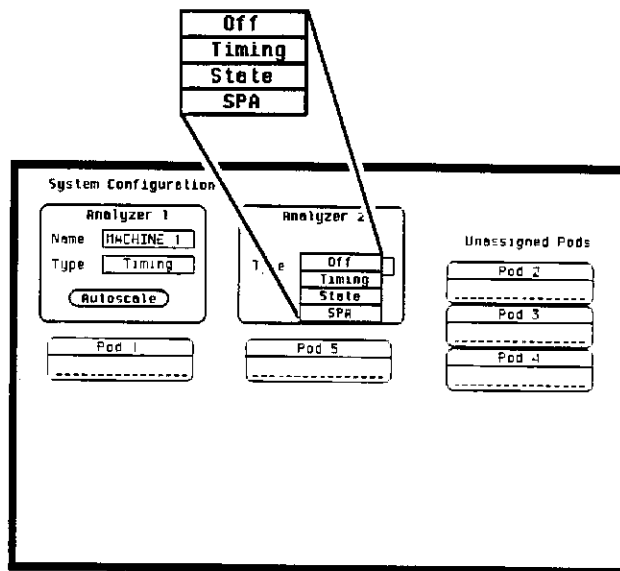 Off
Timing
State
SPA
System Configuration
Analyzer 1
Name MACHINE 1
Type Timing
Autoscale
Analyzer 2
Off
Timing
State
SPA
Unassigned Pods
Pod 2
Pod 3
Pod 4
Pod 1
Pod 5